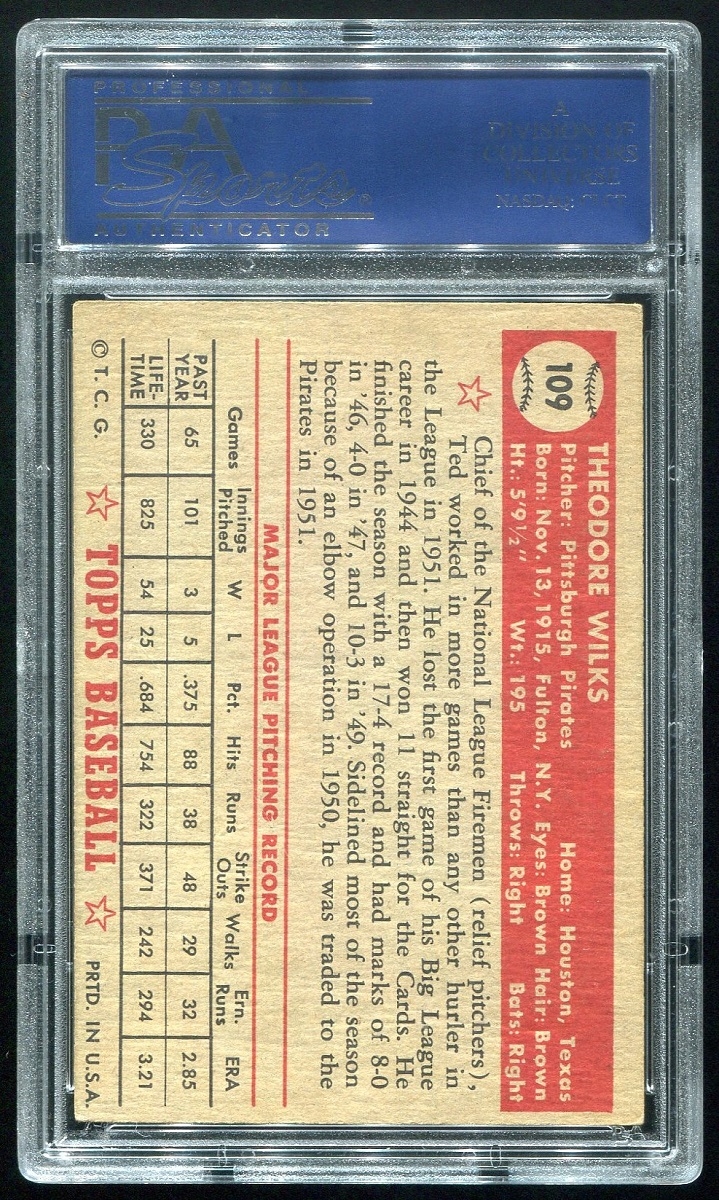 PROFESSIONAL
PSA
Sports®
AUTHENTICATOR
A
DIVISION OF
COLLECTORS
UNIVERSE
NASDAQ: CLCT
109
THEODORE WILKS
Pitcher: Pittsburgh Pirates Home: Houston, Texas
Born: Nov. 13, 1915, Fulton, N.Y. Eyes: Brown Hair: Brown
Ht.: 5'9½" Wt.: 195 Throws: Right Bats: Right
Chief of the National League Firemen (relief pitchers),
Ted worked in more games than any other hurler in
the League in 1951. He lost the first game of his Big League
career in 1944 and then won 11 straight for the Cards. He
finished the season with a 17-4 record and had marks of 8-0
in '46, 4-0 in '47, and 10-3 in '49. Sidelined most of the season
because of an elbow operation in 1950, he was traded to the
Pirates in 1951.
MAJOR LEAGUE PITCHING RECORD
Games Innings Pitched W L Pct. Hits Runs Strike Outs Walks Ern. Runs ERA
PAST YEAR 65 101 3 5 .375 88 38 48 29 32 2.85
LIFE-TIME 330 825 54 25 .684 754 322 371 242 294 3.21
© T. C. G. TOPPS BASEBALL PRTD. IN U.S.A.